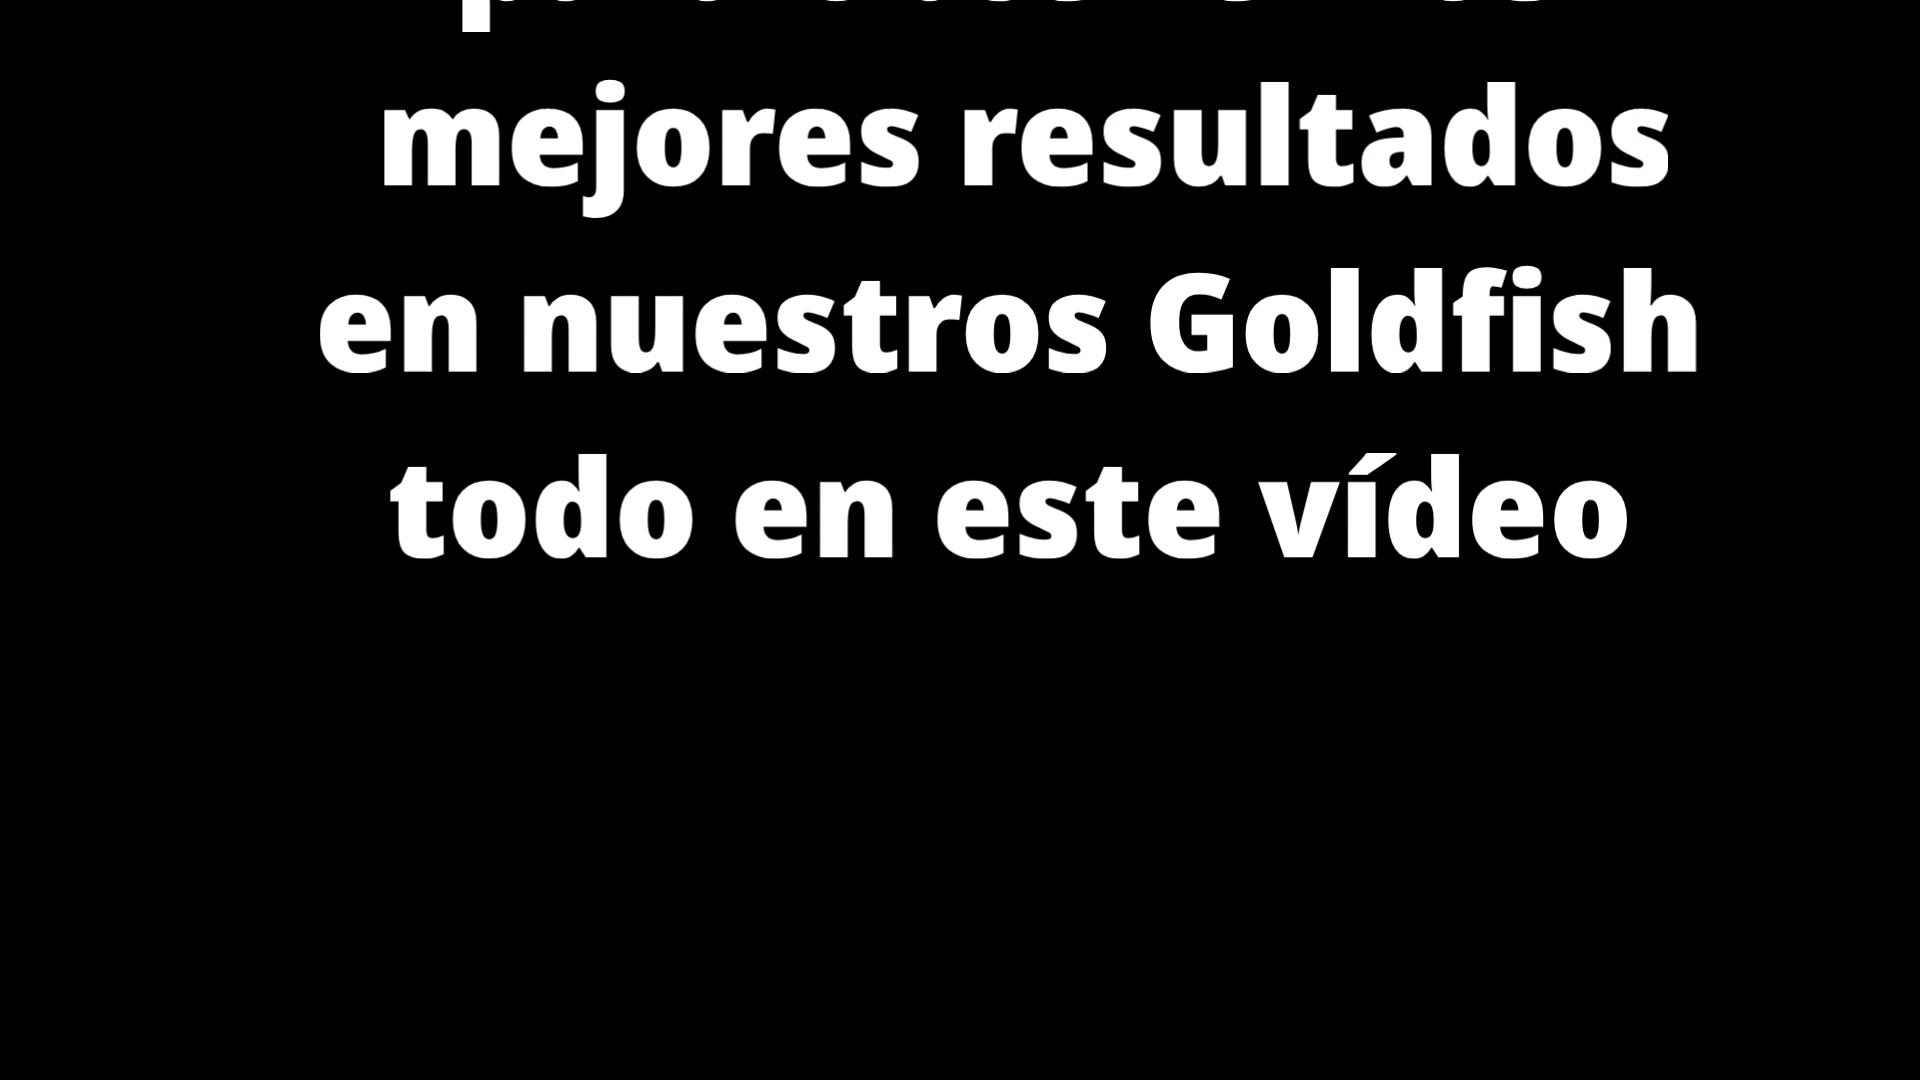 mejores resultados
en nuestros Goldfish
todo en este vídeo